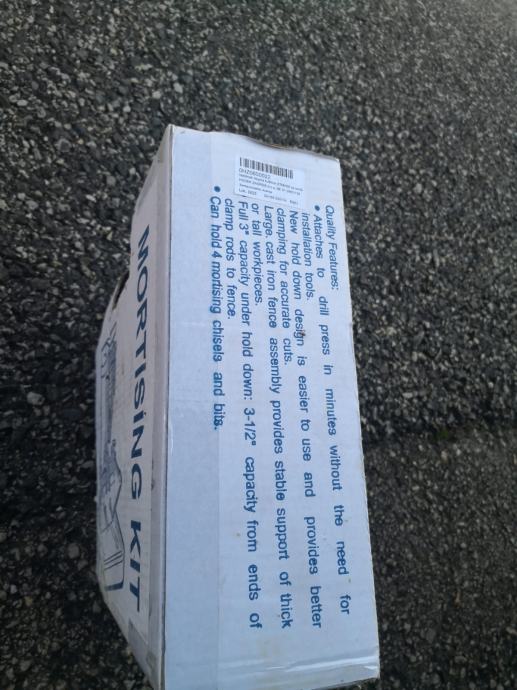 Quality Features:
• Attaches to drill press in minutes without the need for
installation tools.
New hold down design is easier to use and provides better
clamping for accurate cuts.
Large, cast iron fence assembly provides stable support of thick
or tall workpieces.
Full 3" capacity under hold down: 3-1/2" capacity from ends of
clamp rods to fence.
• Can hold 4 mortising chisels and bits.
MORTISING KIT